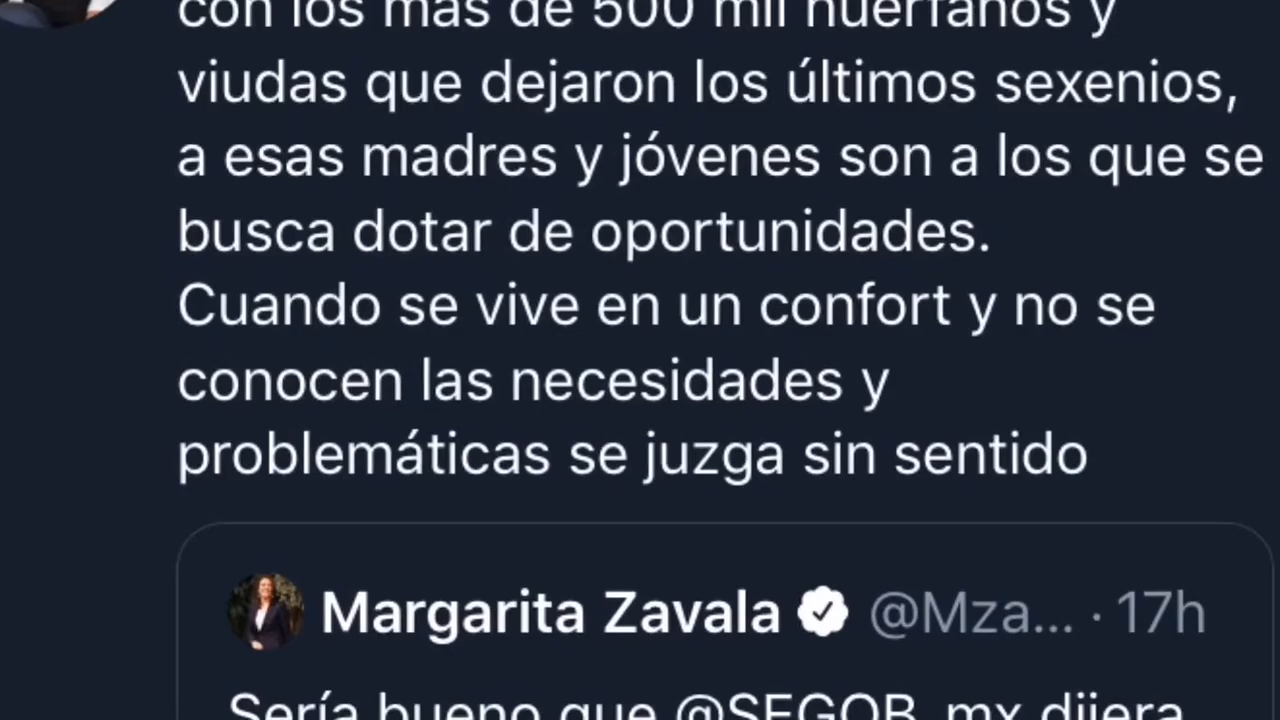 con los más de 500 mil huérfanos y
viudas que dejaron los últimos sexenios,
a esas madres y jóvenes son a los que se
busca dotar de oportunidades.
Cuando se vive en un confort y no se
conocen las necesidades y
problemáticas se juzga sin sentido
Margarita Zavala @Mza... · 17h
Sería bueno que @SEGOB_mx dijera